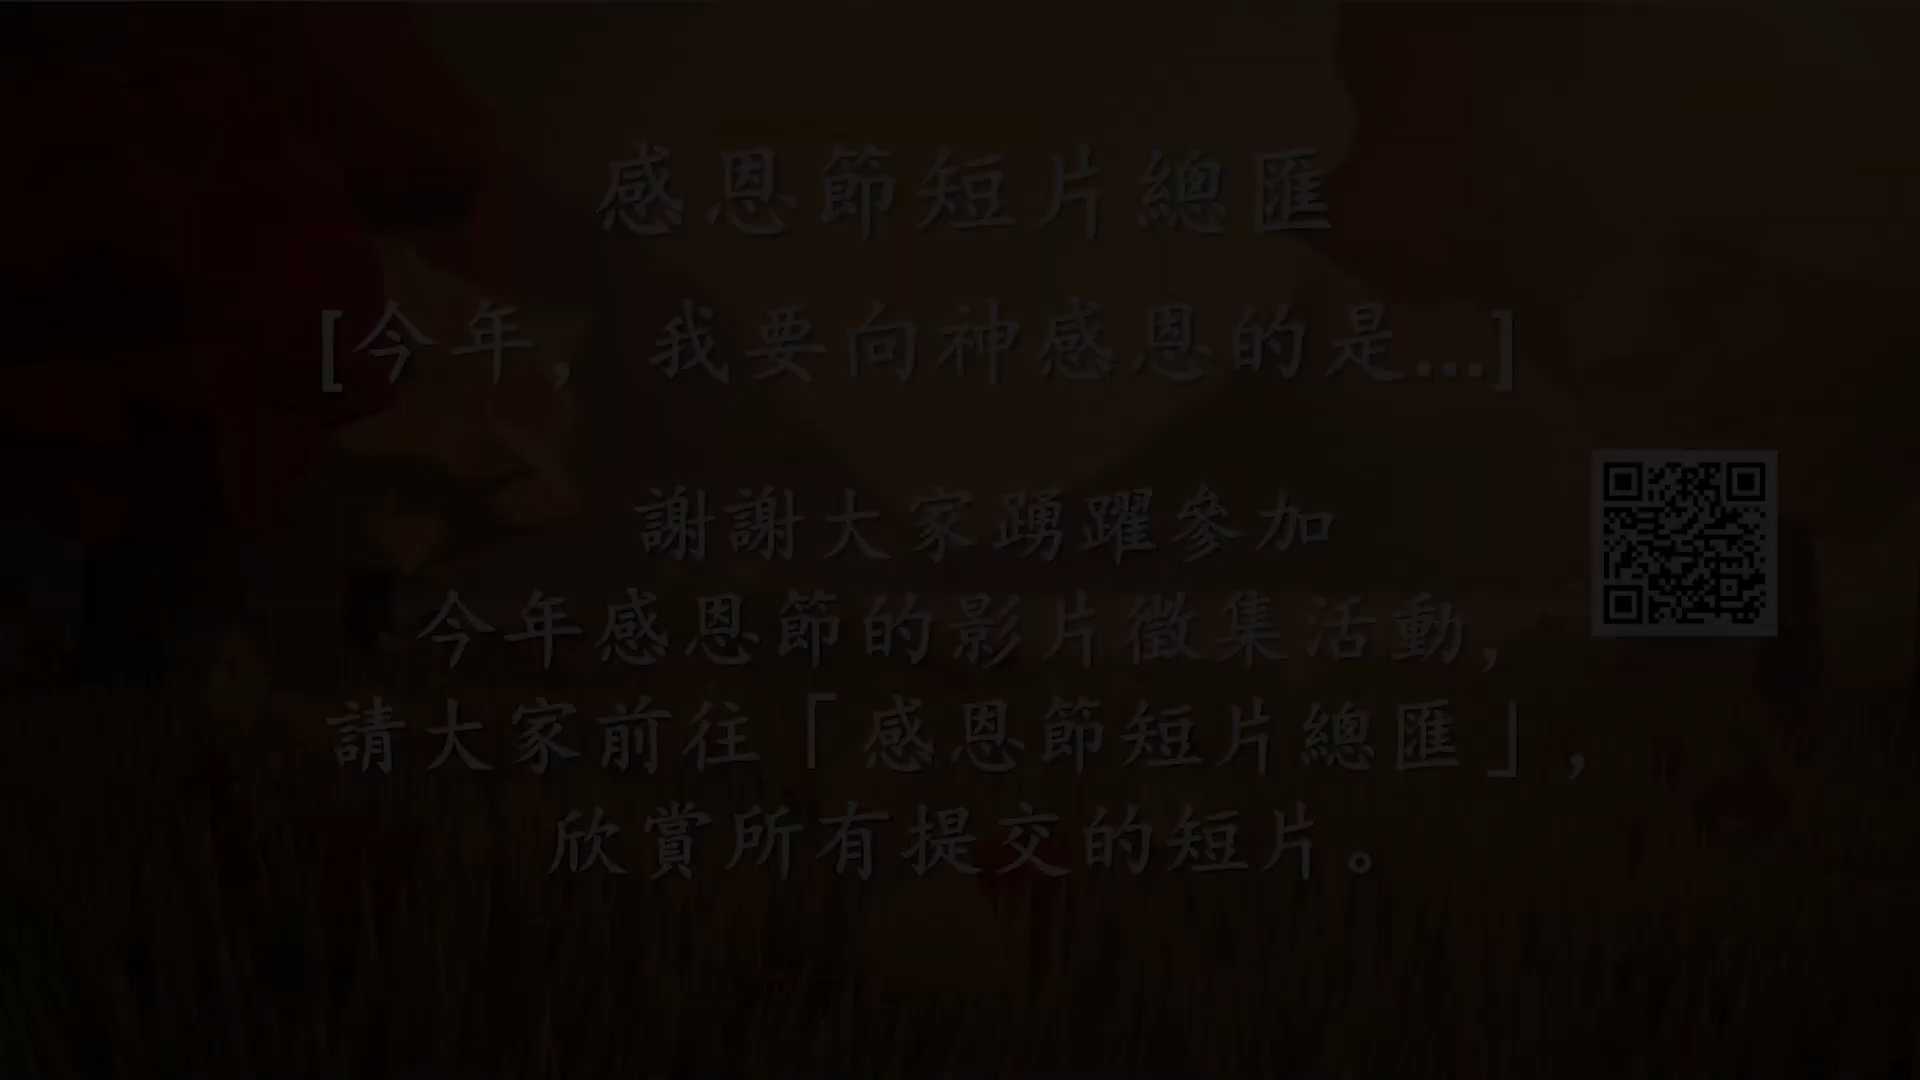 感恩節短片總匯
[今年，我要向神感恩的是...]
謝謝大家踴躍參加
今年感恩節的影片徵集活動，
請大家前往「感恩節短片總匯」，
欣賞所有提交的短片。